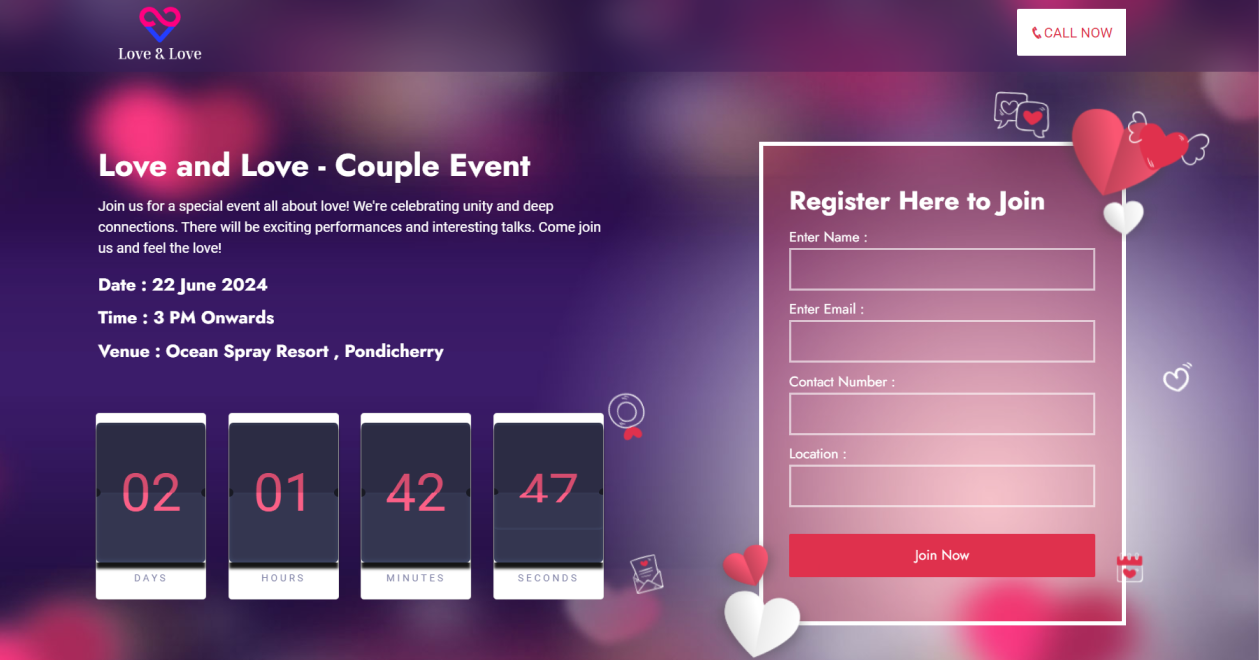 Love & Love
CALL NOW
Love and Love - Couple Event
Join us for a special event all about love! We're celebrating unity and deep
connections. There will be exciting performances and interesting talks. Come join
us and feel the love!
Date : 22 June 2024
Time : 3 PM Onwards
Venue : Ocean Spray Resort , Pondicherry
02
01
42
47
DAYS
HOURS
MINUTES
SECONDS
Register Here to Join
Enter Name :
Enter Email :
Contact Number :
Location :
Join Now